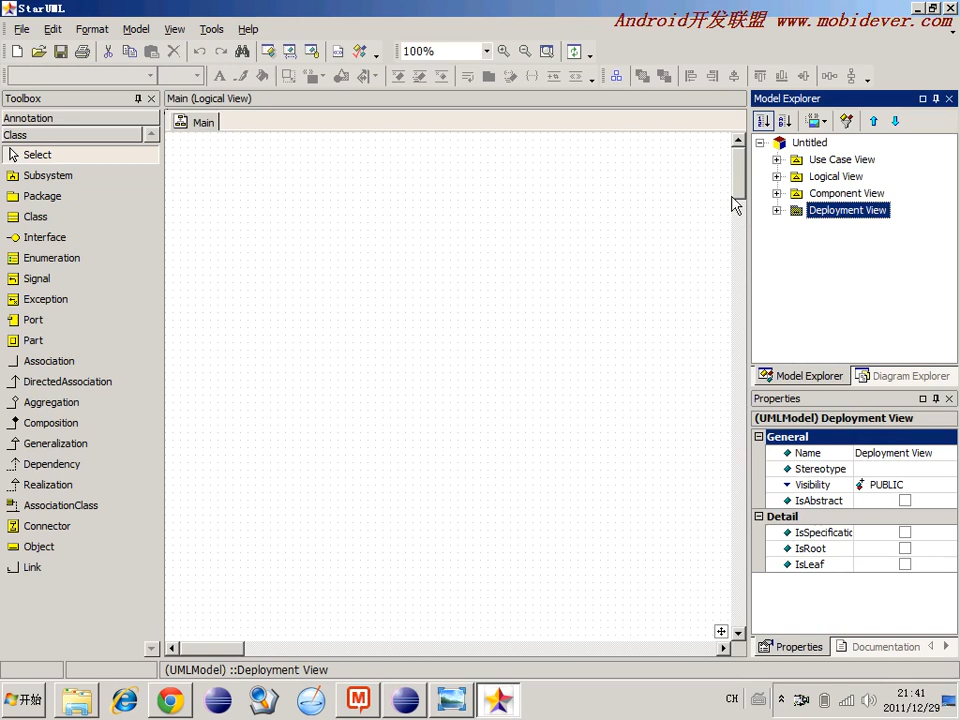 StarUML
Android开发联盟 www.mobidever.com
File Edit Format Model View Tools Help
100%
Toolbox
Annotation
Class
Select
Subsystem
Package
Class
Interface
Enumeration
Signal
Exception
Port
Part
Association
DirectedAssociation
Aggregation
Composition
Generalization
Dependency
Realization
AssociationClass
Connector
Object
Link
Main (Logical View)
Main
Model Explorer
Untitled
Use Case View
Logical View
Component View
Deployment View
Model Explorer Diagram Explorer
Properties
(UMLModel) Deployment View
General
Name Deployment View
Stereotype
Visibility PUBLIC
IsAbstract
Detail
IsSpecificatic
IsRoot
IsLeaf
Properties Documentation
(UMLModel) ::Deployment View
开始
CH
21:41
2011/12/29